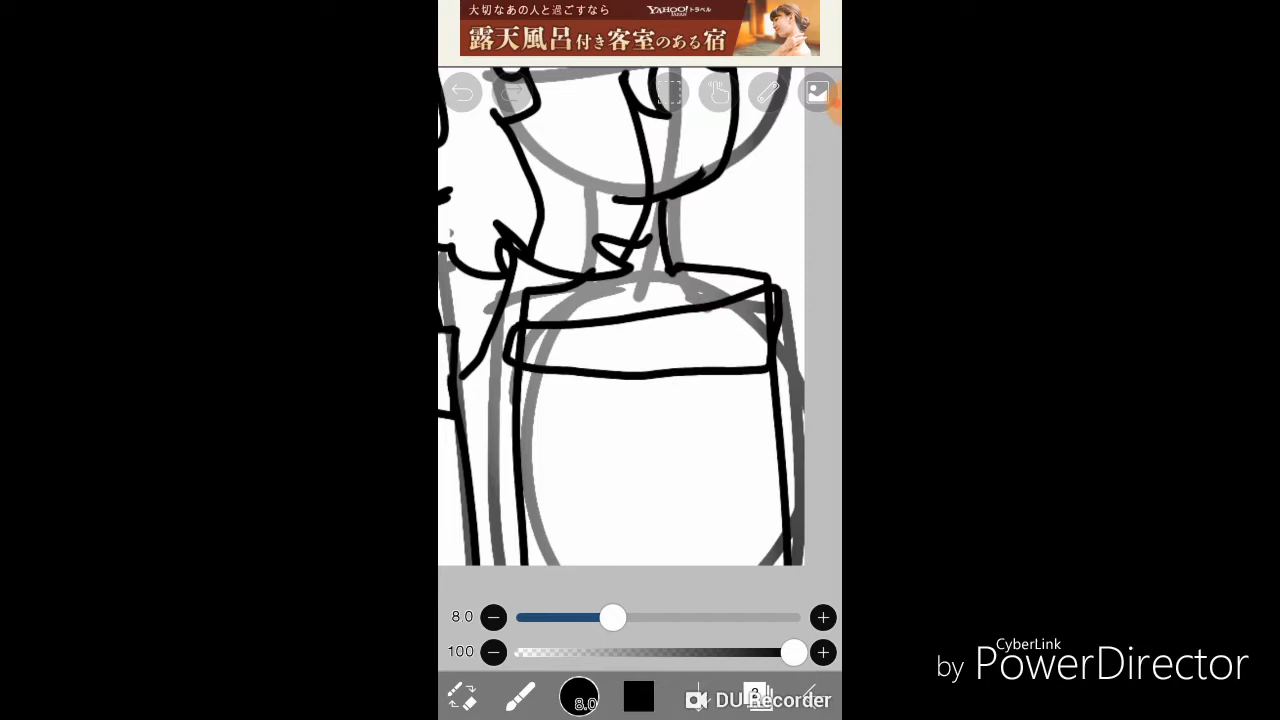 大切なあの人と過ごすなら
YAHOO! トラベル
JAPAN
露天風呂付き客室のある宿
8.0
100
8.0
DU Recorder
CyberLink
by PowerDirector